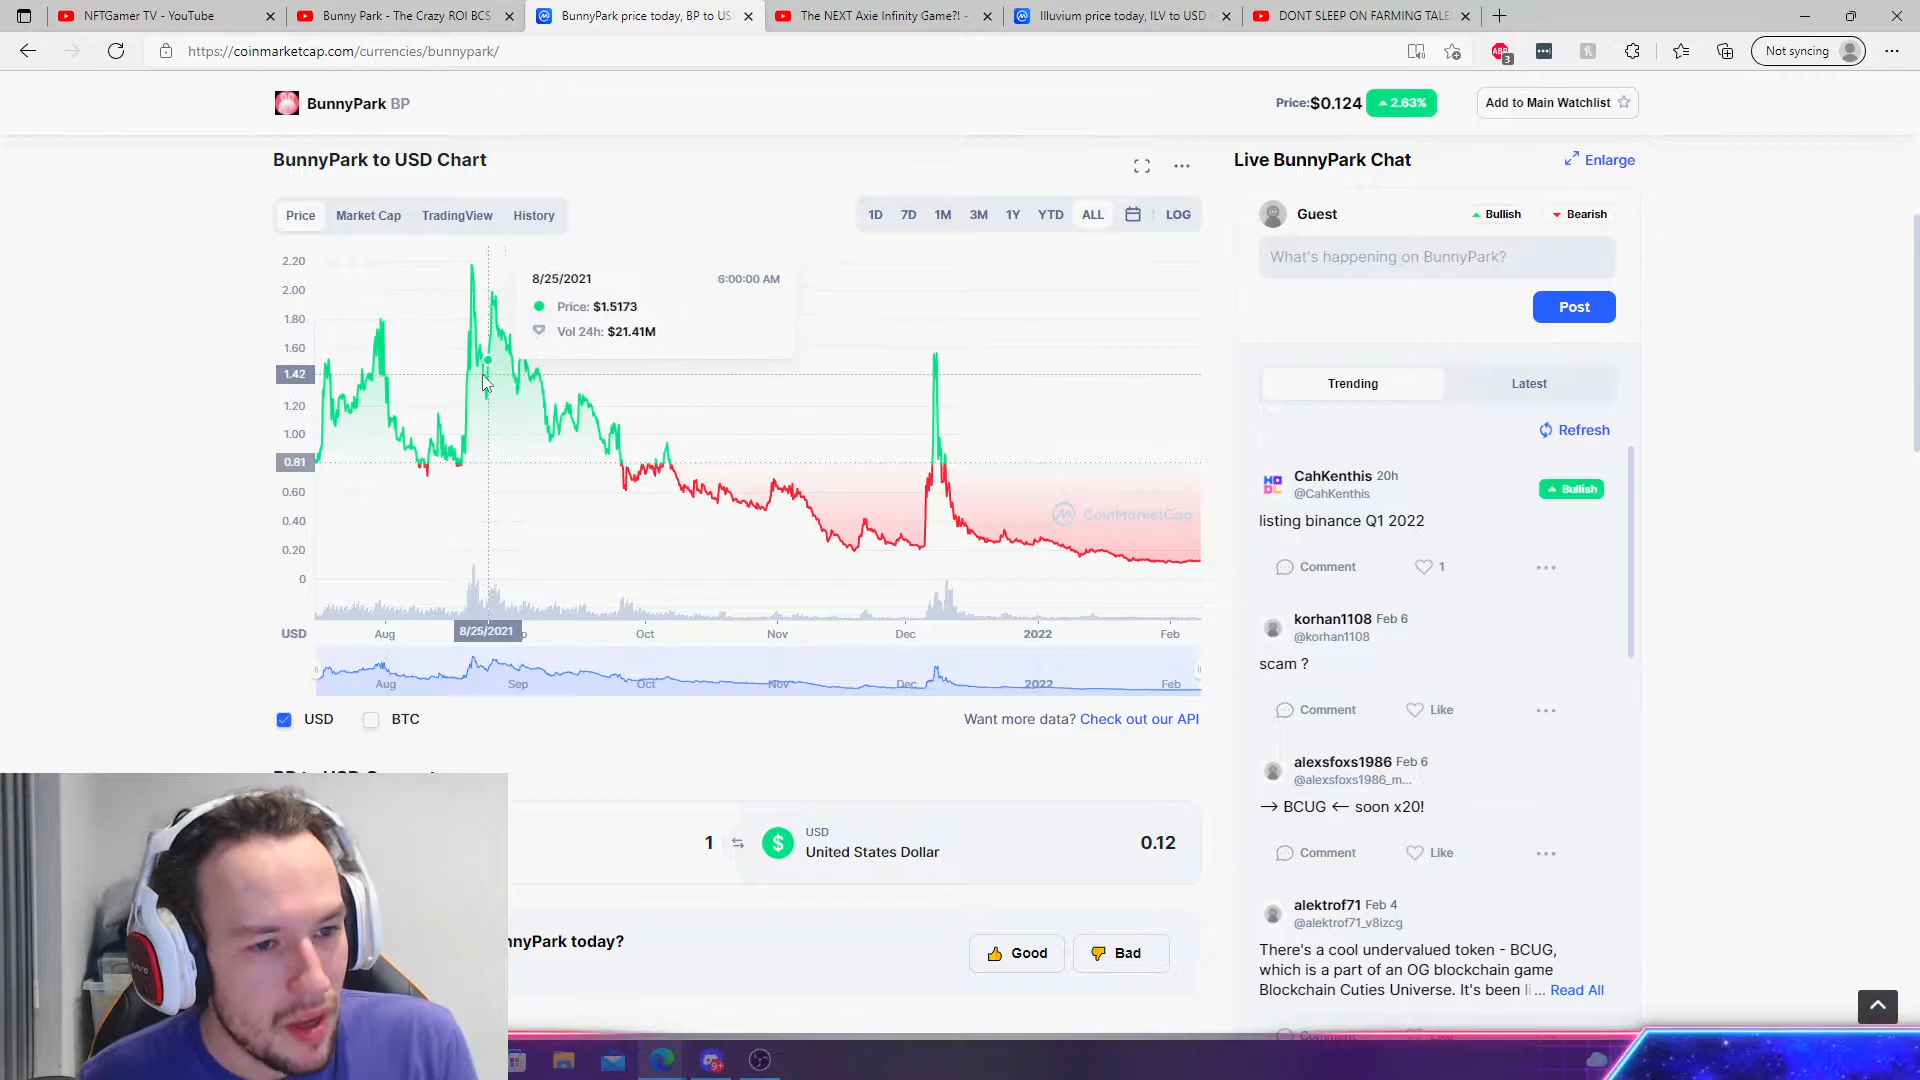 NFTGamer TV - YouTube
Bunny Park - The Crazy ROI BCS
BunnyPark price today, BP to US
The NEXT Axie Infinity Game?! -
Illuvium price today, ILV to USD
DONT SLEEP ON FARMING TALE
https://coinmarketcap.com/currencies/bunnypark/
ABP
3
Not syncing
BunnyPark BP
Price:$0.124
2.63%
Add to Main Watchlist
BunnyPark to USD Chart
Live BunnyPark Chat
Enlarge
Price
Market Cap
TradingView
History
1D
7D
1M
3M
1Y
YTD
ALL
LOG
Guest
Bullish
Bearish
What's happening on BunnyPark?
Post
2.20
2.00
1.80
1.60
1.42
1.20
1.00
0.81
0.60
0.40
0.20
0
8/25/2021
6:00:00 AM
Price: $1.5173
Vol 24h: $21.41M
CoinMarketCap
USD
Aug
8/25/2021
p
Oct
Nov
Dec
2022
Feb
Aug
Sep
Oct
Nov
Dec
2022
Feb
USD
BTC
Want more data? Check out our API
Trending
Latest
Refresh
HODL
CahKenthis 20h
@CahKenthis
Bullish
listing binance Q1 2022
Comment
1
korhan1108 Feb 6
@korhan1108
scam ?
Comment
Like
alexsfoxs1986 Feb 6
@alexsfoxs1986_m...
→ BCUG ← soon x20!
Comment
Like
alektrof71 Feb 4
@alektrof71_v8izcg
There's a cool undervalued token - BCUG,
which is a part of an OG blockchain game
Blockchain Cuties Universe. It's been li ... Read All
1
$
USD
United States Dollar
0.12
nnyPark today?
Good
Bad
9+